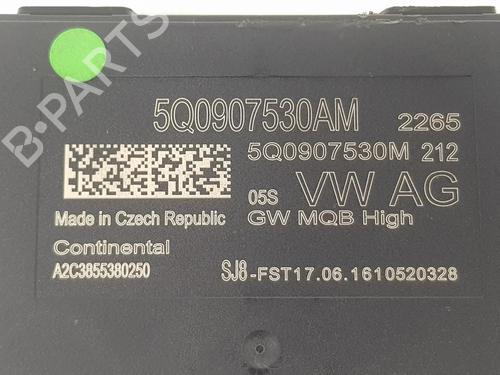 B-PARTS
5Q0907530AM 2265
5Q0907530M 212
05S VW AG
Made in Czech Republic GW MQB High
Continental
A2C3855380250 SJ8-FST17.06.1610520328